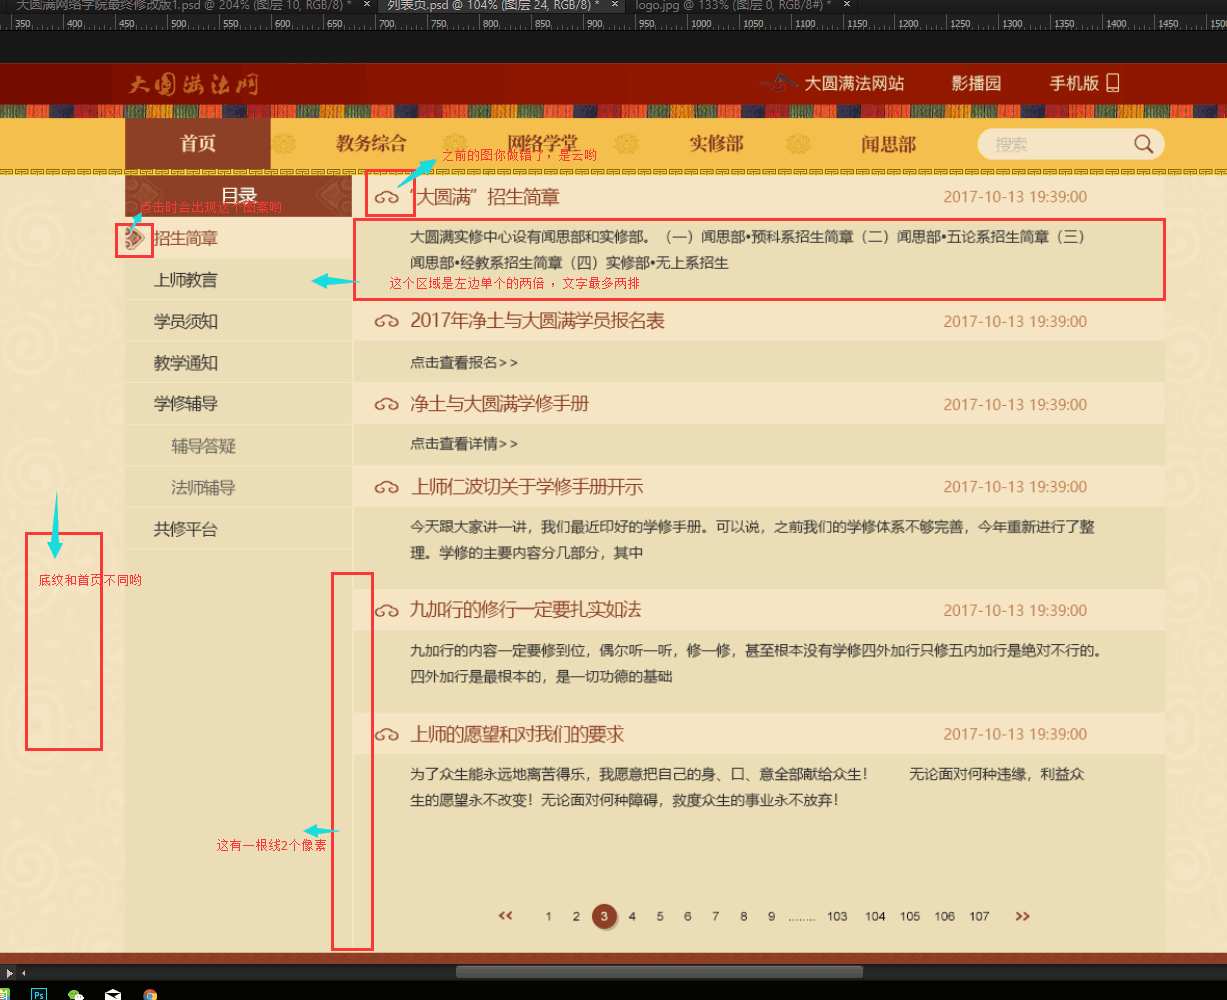 大圆满网络学院最终修改版1.psd @ 204% (图层 10, RGB/8) * × 列表页.psd @ 104% (图层 24, RGB/8) * × logo.jpg @ 133% (图层 0, RGB/8#) * ×
350 400 450 500 550 600 650 700 750 800 850 900 950 1000 1050 1100 1150 1200 1250 1300 1350 1400 1450 1500
大圆满法网 大圆满法网站 影播园 手机版
首页 教务综合 网络学堂 实修部 闻思部 搜索
之前的图你做错了，是云哟
目录
点击时会出现这个图案哟
招生简章
上师教言
学员须知
教学通知
学修辅导
辅导答疑
法师辅导
共修平台
“大圆满”招生简章 2017-10-13 19:39:00
大圆满实修中心设有闻思部和实修部。（一）闻思部•预科系招生简章（二）闻思部•五论系招生简章（三）
闻思部•经教系招生简章（四）实修部•无上系招生
这个区域是左边单个的两倍，文字最多两排
2017年净土与大圆满学员报名表 2017-10-13 19:39:00
点击查看报名>>
净土与大圆满学修手册 2017-10-13 19:39:00
点击查看详情>>
上师仁波切关于学修手册开示 2017-10-13 19:39:00
今天跟大家讲一讲，我们最近印好的学修手册。可以说，之前我们的学修体系不够完善，今年重新进行了整
理。学修的主要内容分几部分，其中
底纹和首页不同哟
九加行的修行一定要扎实如法 2017-10-13 19:39:00
九加行的内容一定要修到位，偶尔听一听，修一修，甚至根本没有学修四外加行只修五内加行是绝对不行的。
四外加行是最根本的，是一切功德的基础
上师的愿望和对我们的要求 2017-10-13 19:39:00
为了众生能永远地离苦得乐，我愿意把自己的身、口、意全部献给众生！ 无论面对何种违缘，利益众
生的愿望永不改变！无论面对何种障碍，救度众生的事业永不放弃！
这有一根线2个像素
<< 1 2 3 4 5 6 7 8 9 ........ 103 104 105 106 107 >>
Ps